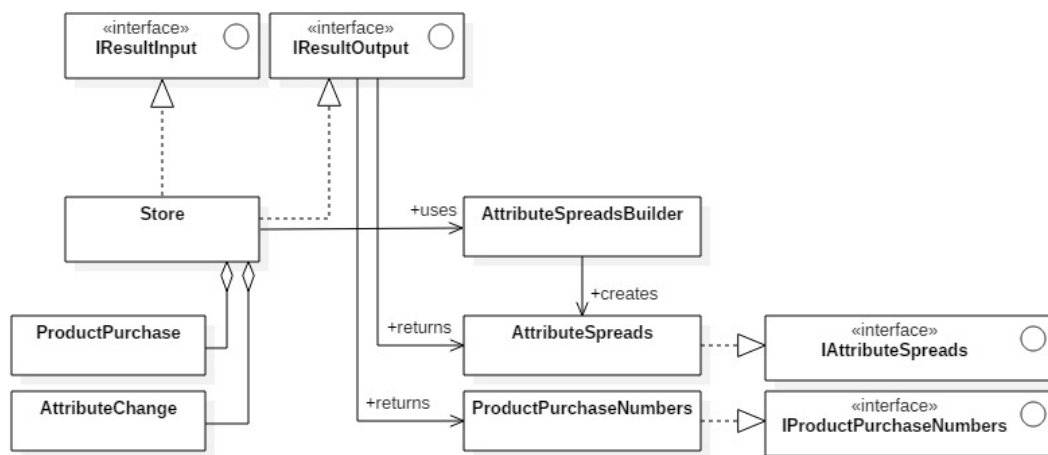 «interface»
IResultInput
«interface»
IResultOutput
Store
+uses
AttributeSpreadsBuilder
+creates
ProductPurchase
+returns
AttributeSpreads
«interface»
IAttributeSpreads
AttributeChange
+returns
ProductPurchaseNumbers
«interface»
IProductPurchaseNumbers